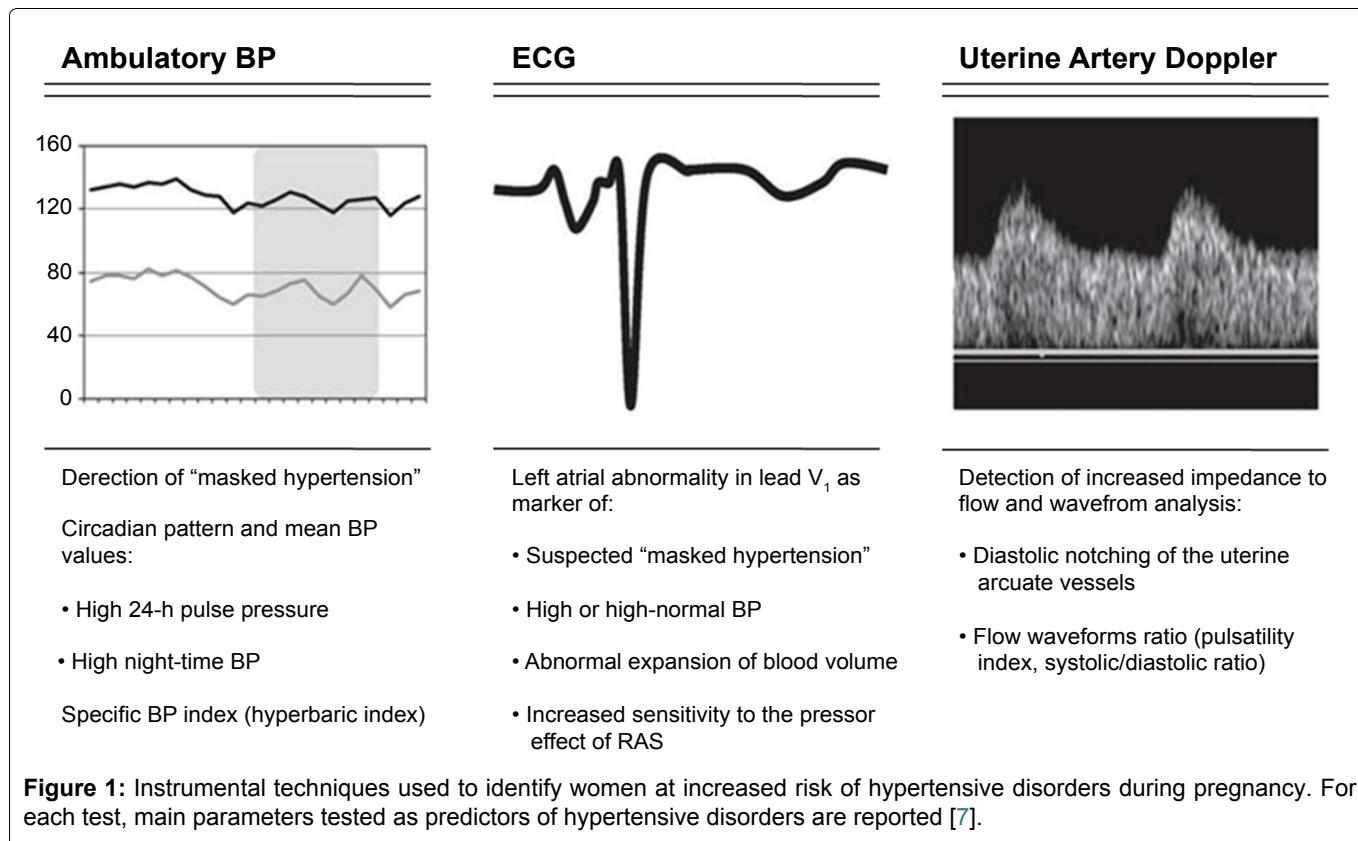 Ambulatory BP
160
120
80
40
0
Derection of “masked hypertension”
Circadian pattern and mean BP
values:
• High 24-h pulse pressure
• High night-time BP
Specific BP index (hyperbaric index)
ECG
Left atrial abnormality in lead V₁ as
marker of:
• Suspected “masked hypertension”
• High or high-normal BP
• Abnormal expansion of blood volume
• Increased sensitivity to the pressor
effect of RAS
Uterine Artery Doppler
Detection of increased impedance to
flow and wavefrom analysis:
• Diastolic notching of the uterine
arcuate vessels
• Flow waveforms ratio (pulsatility
index, systolic/diastolic ratio)
Figure 1: Instrumental techniques used to identify women at increased risk of hypertensive disorders during pregnancy. For
each test, main parameters tested as predictors of hypertensive disorders are reported [7].